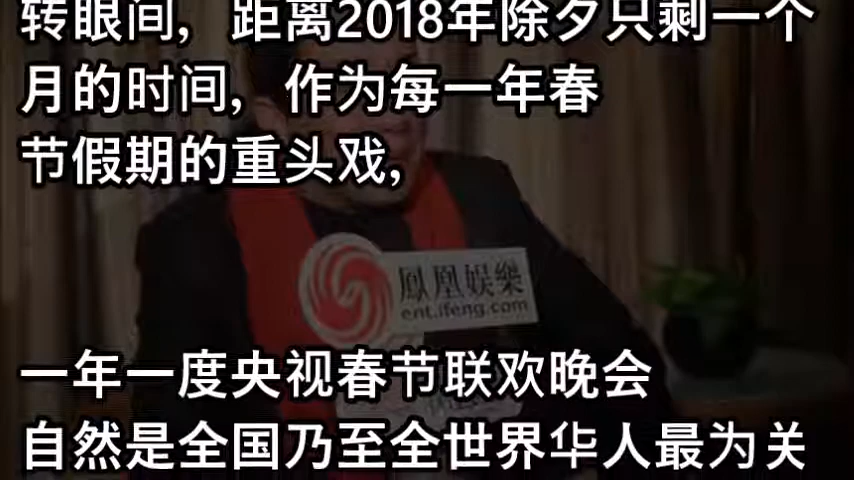 转眼间，距离2018年除夕只剩一个
月的时间，作为每一年春
节假期的重头戏，
鳳凰娱樂
ent.ifeng.com
一年一度央视春节联欢晚会
自然是全国乃至全世界华人最为关